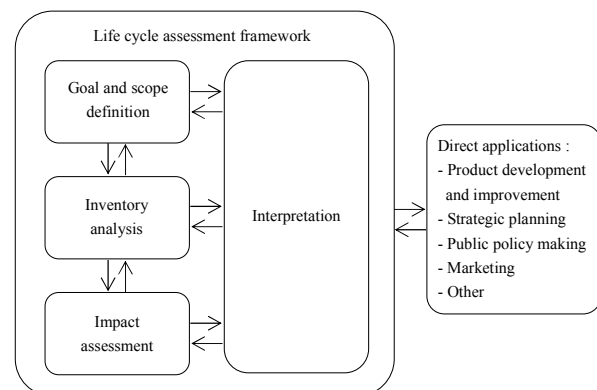 Life cycle assessment framework
Goal and scope
definition
Inventory
analysis
Impact
assessment
Interpretation
Direct applications :
- Product development
and improvement
- Strategic planning
- Public policy making
- Marketing
- Other